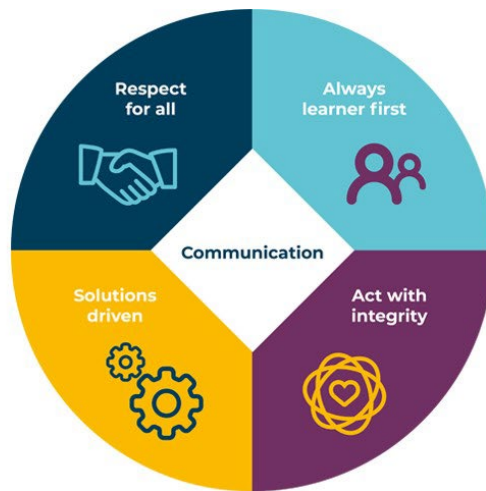 Respect
for all
Always
learner first
Communication
Solutions
driven
Act with
integrity